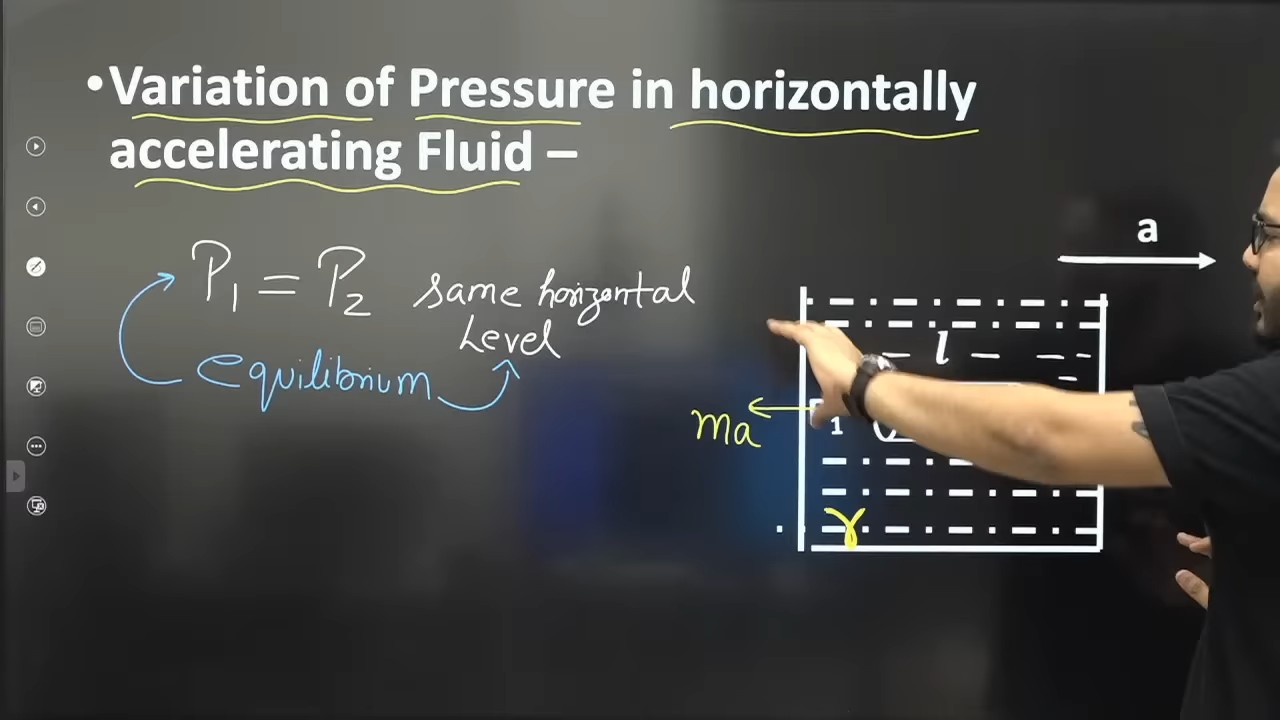 •Variation of Pressure in horizontally
accelerating Fluid –
a
P₁ = P₂ same horizontal
Level
equilibrium
l
ma
1
γ